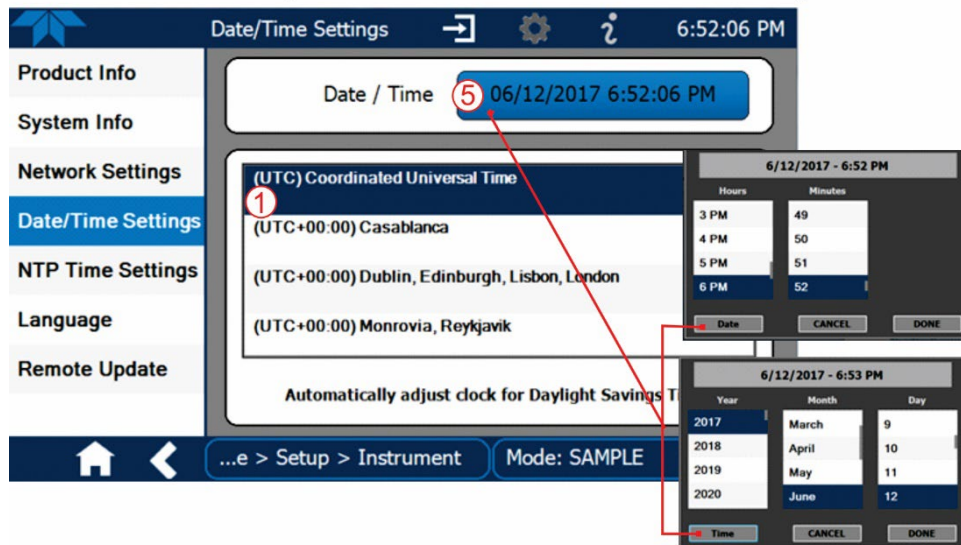 Date/Time Settings 6:52:06 PM
Product Info
System Info
Network Settings
Date/Time Settings
NTP Time Settings
Language
Remote Update
Date / Time 5 06/12/2017 6:52:06 PM
(UTC) Coordinated Universal Time
1
(UTC+00:00) Casablanca
(UTC+00:00) Dublin, Edinburgh, Lisbon, London
(UTC+00:00) Monrovia, Reykjavik
Automatically adjust clock for Daylight Savings
...e > Setup > Instrument Mode: SAMPLE
6/12/2017 - 6:52 PM
Hours Minutes
3 PM 49
4 PM 50
5 PM 51
6 PM 52
Date CANCEL DONE
6/12/2017 - 6:53 PM
Year Month Day
2017 March 9
2018 April 10
2019 May 11
2020 June 12
Time CANCEL DONE